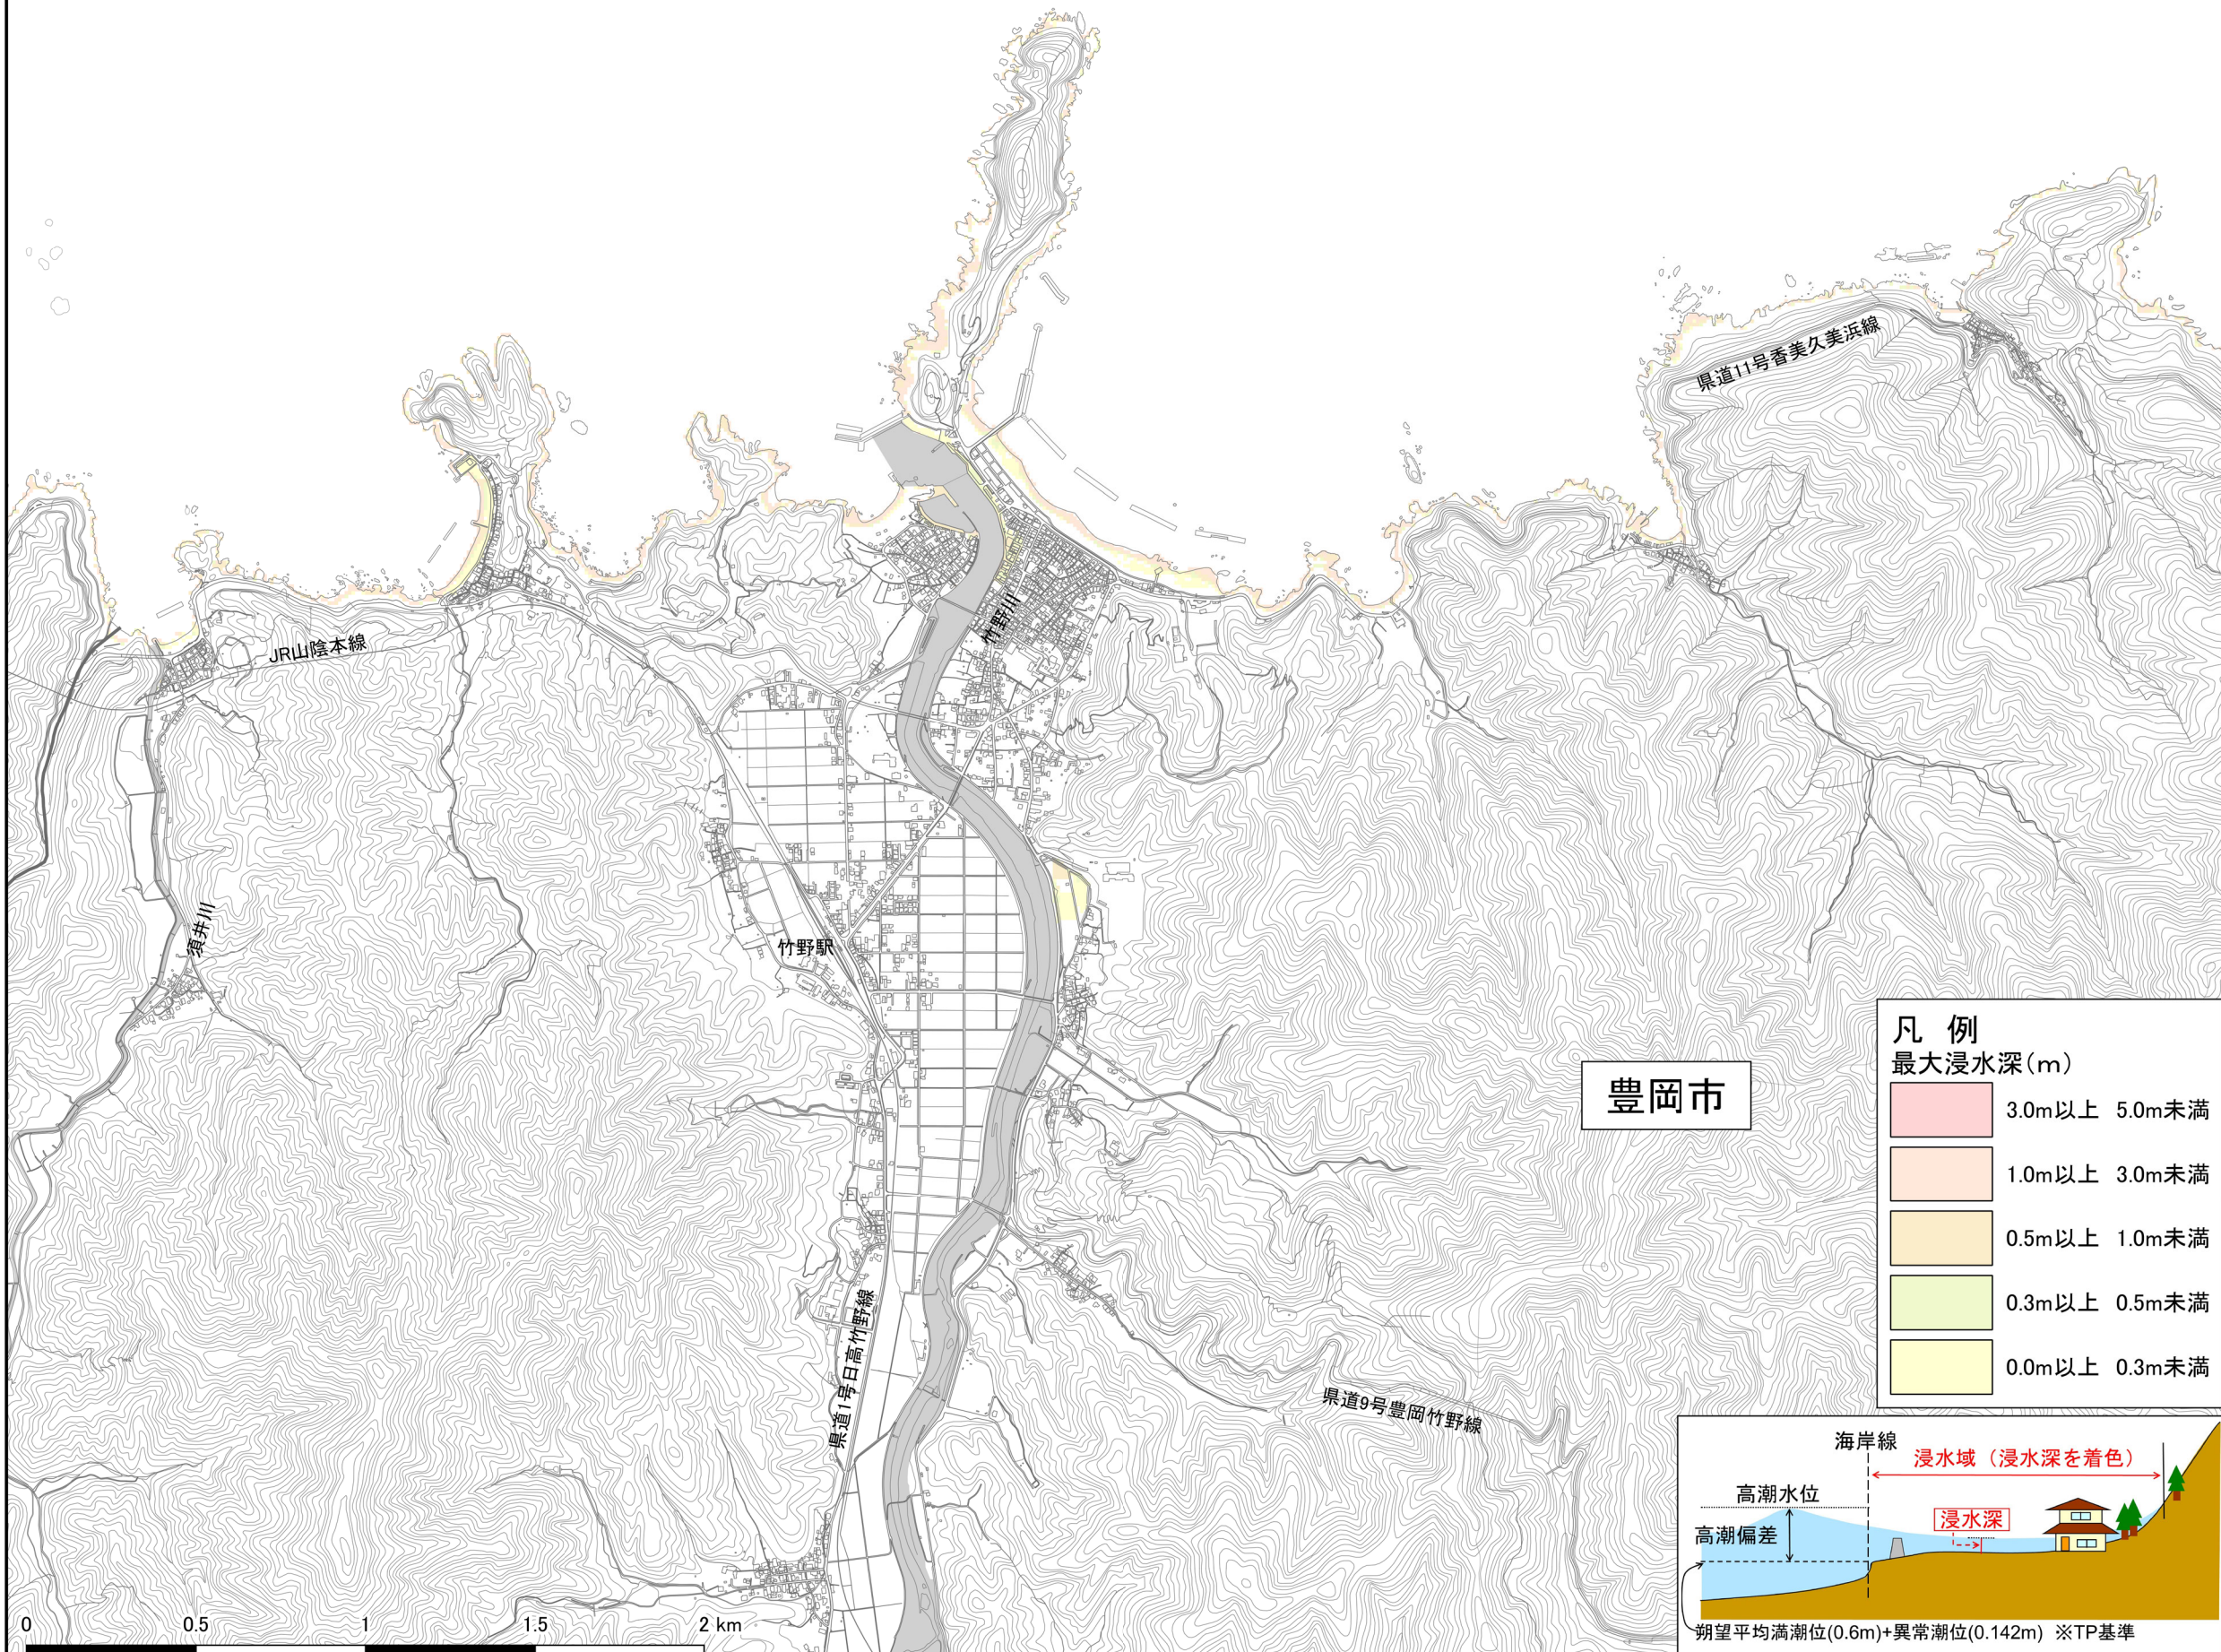 県道11号香美久美浜線
JR山陰本線
竹野川
須井川
竹野駅
豊岡市
県道1号日高竹野線
県道9号豊岡竹野線
凡 例
最大浸水深(m)
3.0m以上 5.0m未満
1.0m以上 3.0m未満
0.5m以上 1.0m未満
0.3m以上 0.5m未満
0.0m以上 0.3m未満
海岸線
浸水域(浸水深を着色)
高潮水位
浸水深
高潮偏差
朔望平均満潮位(0.6m)+異常潮位(0.142m) ※TP基準
0 0.5 1 1.5 2 km